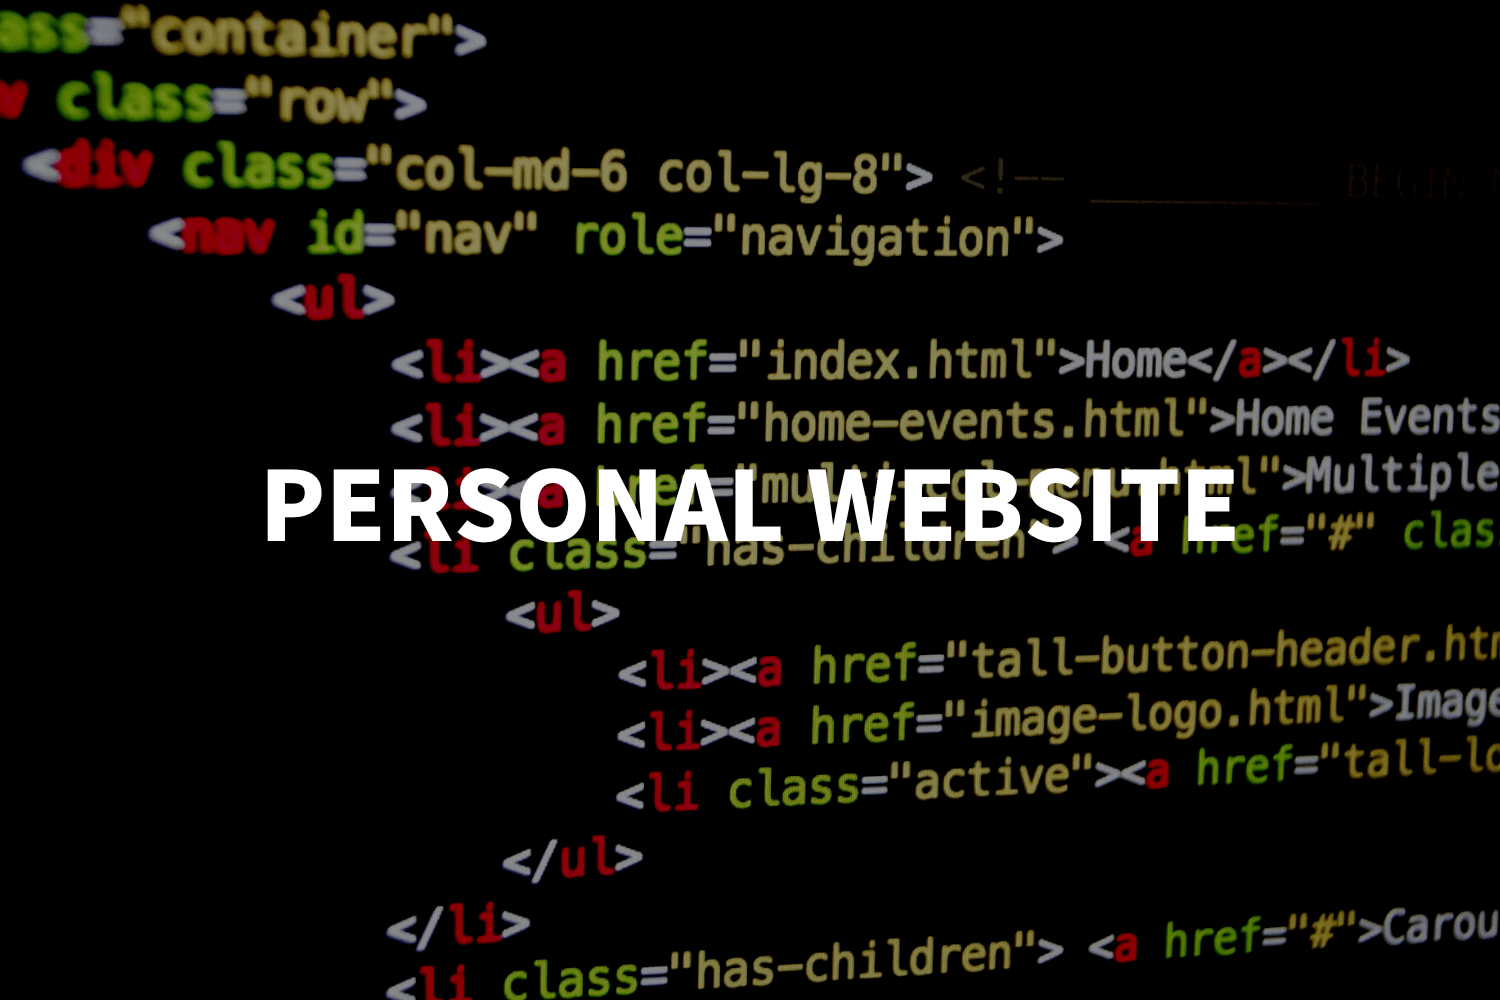 ass="container">
v class="row">
<div class="col-md-6 col-lg-8"> <!-- BEGIN
<nav id="nav" role="navigation">
<ul>
<li><a href="index.html">Home</a></li>
<li><a href="home-events.html">Home Events
<li><a href="multi-col-menu.html">Multiple
PERSONAL WEBSITE
<li class="has-children"> <a href="#" clas
<ul>
<li><a href="tall-button-header.htm
<li><a href="image-logo.html">Image
<li class="active"><a href="tall-lo
</ul>
</li>
<li class="has-children"> <a href="#">Carou